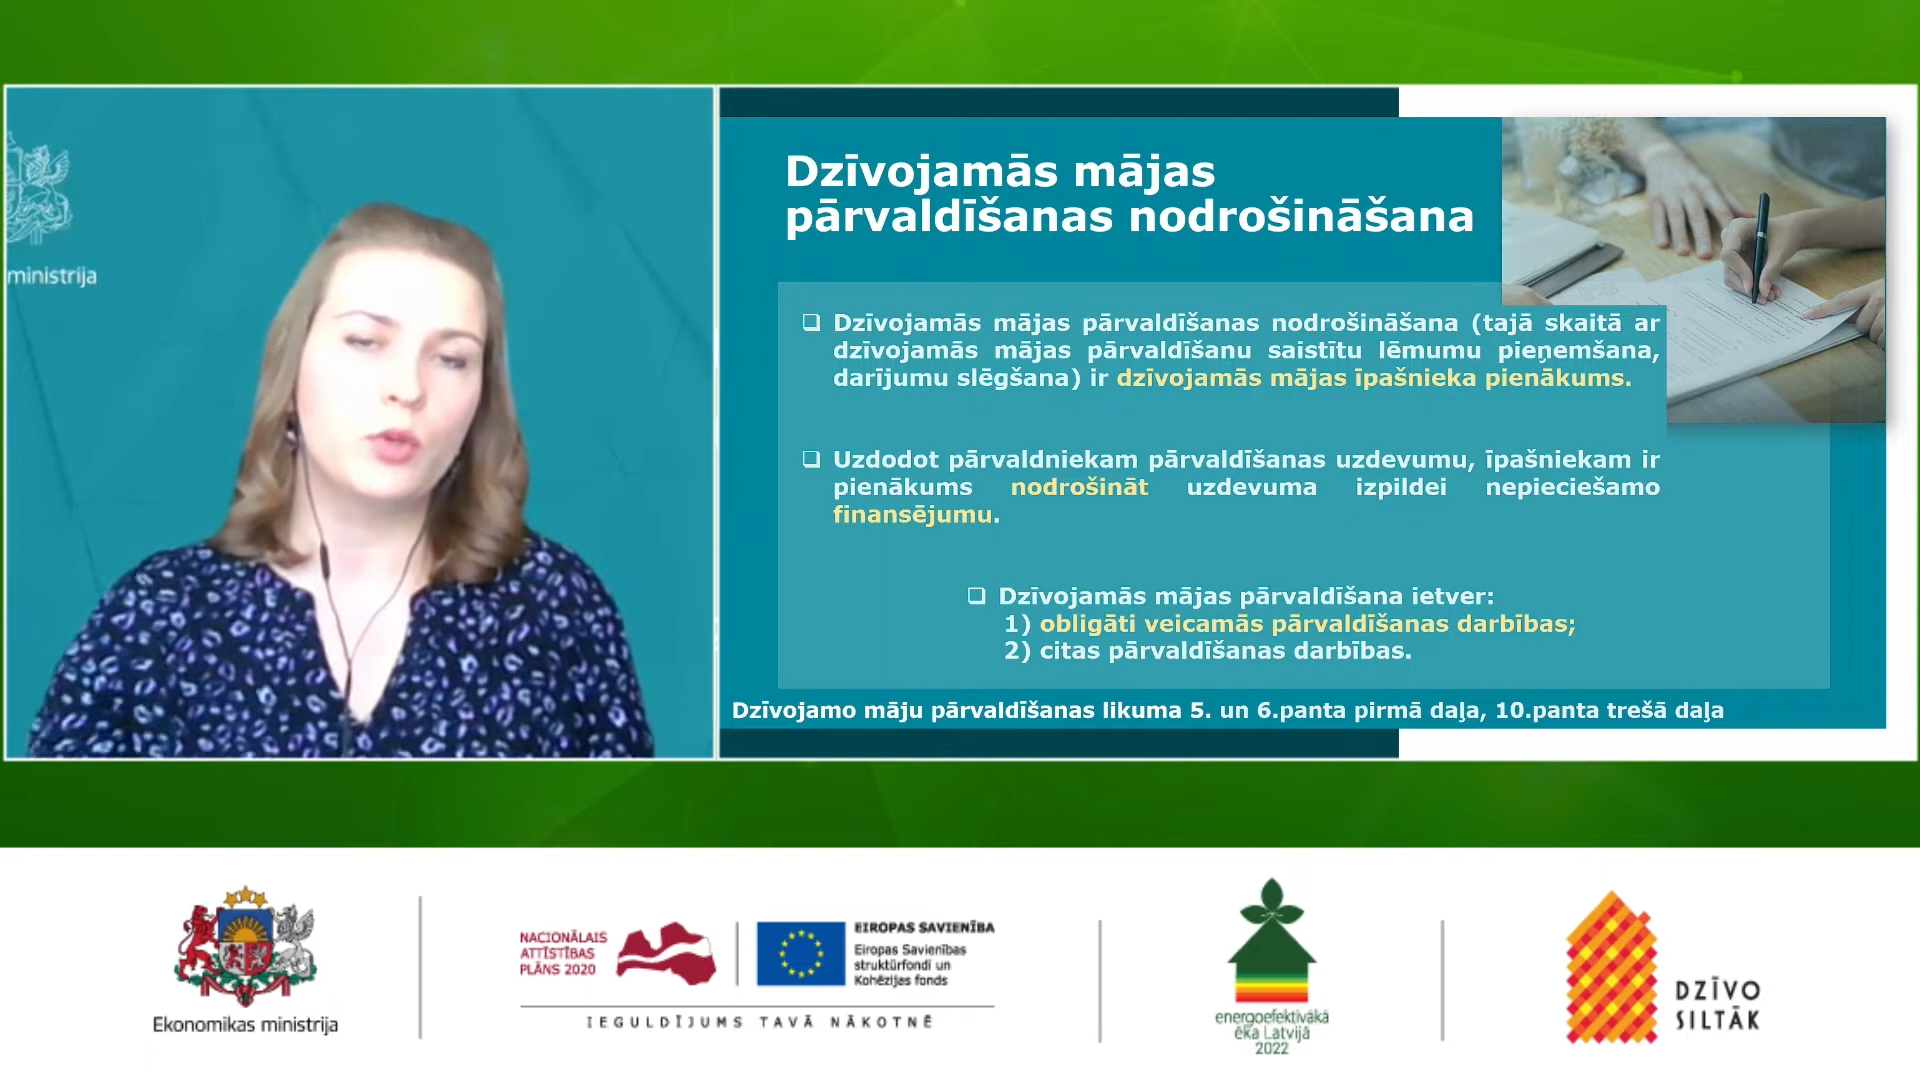 ministrija
Dzīvojamās mājas
pārvaldīšanas nodrošināšana
❑ Dzīvojamās mājas pārvaldīšanas nodrošināšana (tajā skaitā ar
dzīvojamās mājas pārvaldīšanu saistītu lēmumu pieņemšana,
darījumu slēgšana) ir dzīvojamās mājas īpašnieka pienākums.
❑ Uzdodot pārvaldniekam pārvaldīšanas uzdevumu, īpašniekam ir
pienākums nodrošināt uzdevuma izpildei nepieciešamo
finansējumu.
❑ Dzīvojamās mājas pārvaldīšana ietver:
1) obligāti veicamās pārvaldīšanas darbības;
2) citas pārvaldīšanas darbības.
Dzīvojamo māju pārvaldīšanas likuma 5. un 6.panta pirmā daļa, 10.panta trešā daļa
Ekonomikas ministrija
NACIONĀLAIS
ATTĪSTĪBAS
PLĀNS 2020
EIROPAS SAVIENĪBA
Eiropas Savienības
struktūrfondi un
Kohēzijas fonds
IEGULDĪJUMS TAVĀ NĀKOTNĒ
energoefektīvākā
ēka Latvijā
2022
DZĪVO
SILTĀK